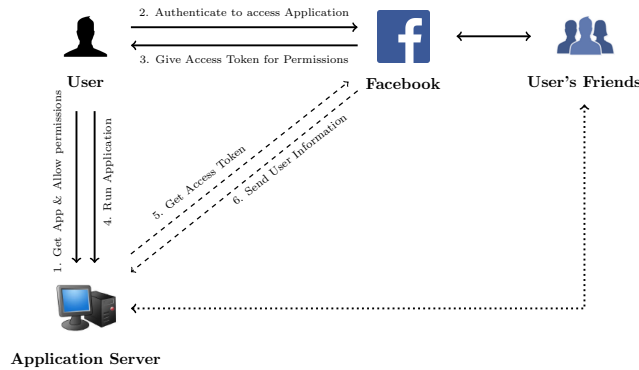 2. Authenticate to access Application
3. Give Access Token for Permissions
User
Facebook
User's Friends
1. Get App & Allow permissions
4. Run Application
5. Get Access Token
6. Send User Information
Application Server